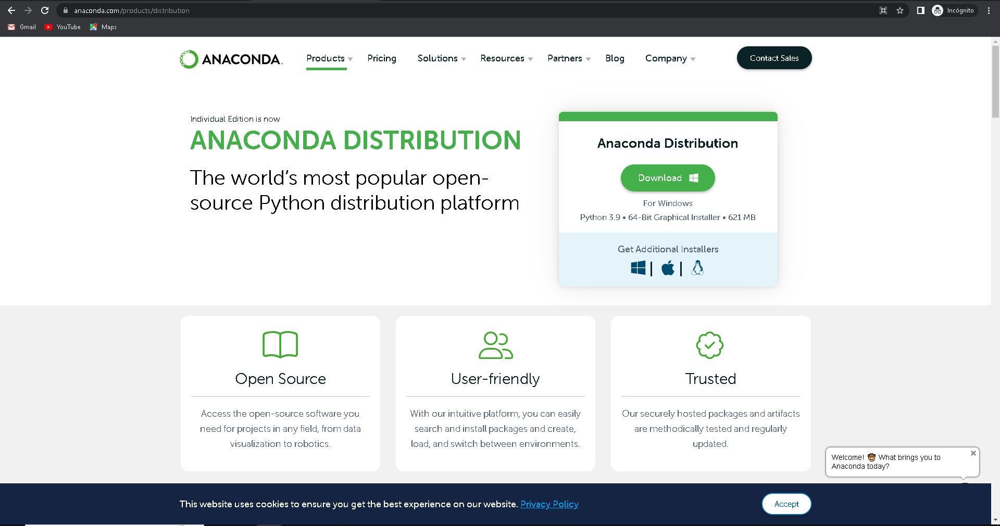 anaconda.com/products/distribution
Incógnito
Gmail
YouTube
Maps
ANACONDA.
Products
Pricing
Solutions
Resources
Partners
Blog
Company
Contact Sales
Individual Edition is now
ANACONDA DISTRIBUTION
The world's most popular open-
source Python distribution platform
Anaconda Distribution
Download
For Windows
Python 3.9 • 64-Bit Graphical Installer • 621 MB
Get Additional Installers
Open Source
Access the open-source software you
need for projects in any field, from data
visualization to robotics.
User-friendly
With our intuitive platform, you can easily
search and install packages and create,
load, and switch between environments.
Trusted
Our securely hosted packages and artifacts
are methodically tested and regularly
updated.
Welcome! 🤠 What brings you to
Anaconda today?
This website uses cookies to ensure you get the best experience on our website. Privacy Policy
Accept